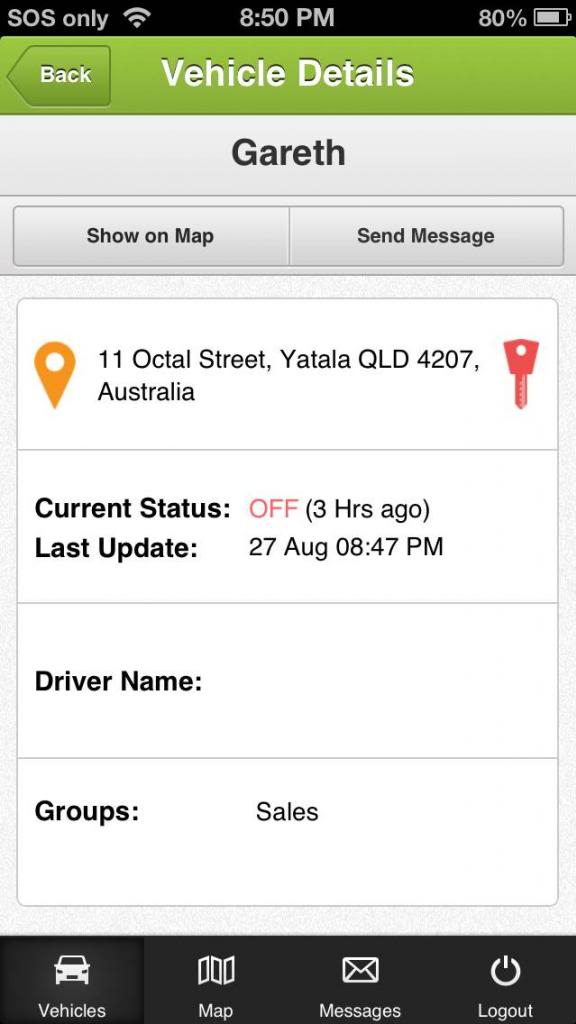 SOS only 8:50 PM 80%
Back Vehicle Details
Gareth
Show on Map Send Message
11 Octal Street, Yatala QLD 4207,
Australia
Current Status: OFF (3 Hrs ago)
Last Update: 27 Aug 08:47 PM
Driver Name:
Groups: Sales
Vehicles Map Messages Logout